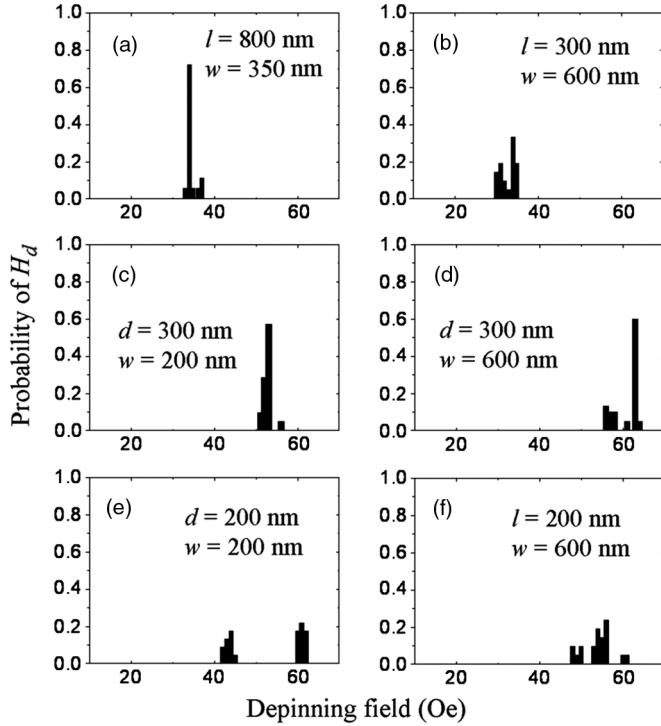 Probability of H_d
1.0
0.8
0.6
0.4
0.2
0.0
(a)
l = 800 nm
w = 350 nm
20
40
60
1.0
0.8
0.6
0.4
0.2
0.0
(b)
l = 300 nm
w = 600 nm
20
40
60
1.0
0.8
0.6
0.4
0.2
0.0
(c)
d = 300 nm
w = 200 nm
20
40
60
1.0
0.8
0.6
0.4
0.2
0.0
(d)
d = 300 nm
w = 600 nm
20
40
60
1.0
0.8
0.6
0.4
0.2
0.0
(e)
d = 200 nm
w = 200 nm
20
40
60
1.0
0.8
0.6
0.4
0.2
0.0
(f)
l = 200 nm
w = 600 nm
20
40
60
Depinning field (Oe)